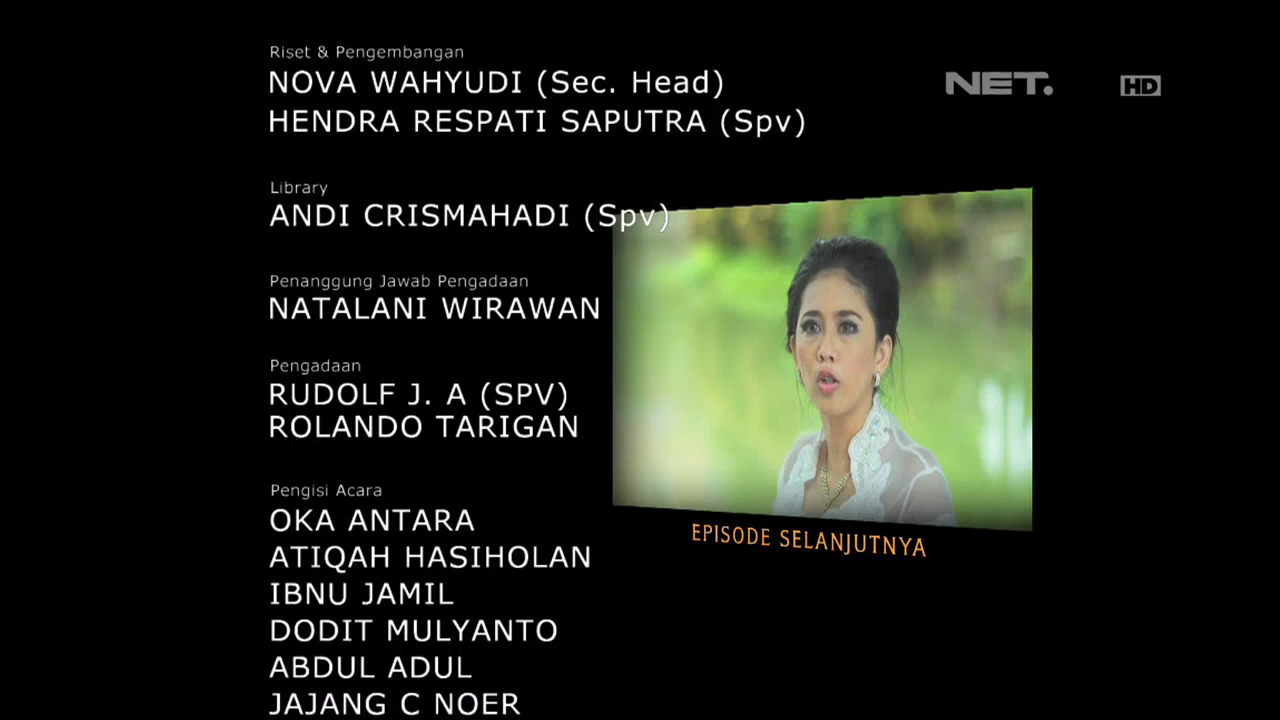 Riset & Pengembangan
NOVA WAHYUDI (Sec. Head)
HENDRA RESPATI SAPUTRA (Spv)
NET.
HD
Library
ANDI CRISMAHADI (Spv)
Penanggung Jawab Pengadaan
NATALANI WIRAWAN
Pengadaan
RUDOLF J. A (SPV)
ROLANDO TARIGAN
Pengisi Acara
OKA ANTARA
ATIQAH HASIHOLAN
IBNU JAMIL
DODIT MULYANTO
ABDUL ADUL
JAJANG C NOER
EPISODE SELANJUTNYA